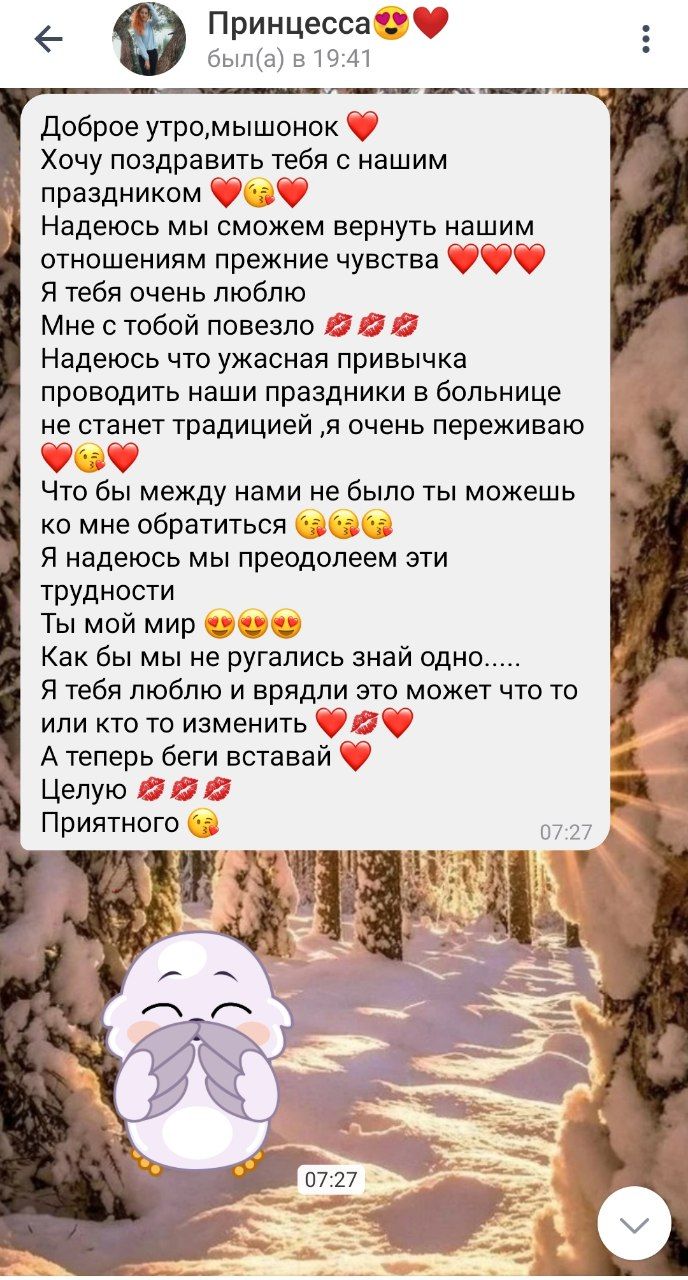 Принцесса😍❤️
был(а) в 19:41
Доброе утро,мышонок ❤️
Хочу поздравить тебя с нашим
праздником ❤️😘❤️
Надеюсь мы сможем вернуть нашим
отношениям прежние чувства ❤️❤️❤️
Я тебя очень люблю
Мне с тобой повезло 💋💋💋
Надеюсь что ужасная привычка
проводить наши праздники в больнице
не станет традицией ,я очень переживаю
❤️😘❤️
Что бы между нами не было ты можешь
ко мне обратиться 😘😘😘
Я надеюсь мы преодолеем эти
трудности
Ты мой мир 😍😍😍
Как бы мы не ругались знай одно.....
Я тебя люблю и врядли это может что то
или кто то изменить ❤️💋❤️
А теперь беги вставай ❤️
Целую 💋💋💋
Приятного 😘
07:27
07:27